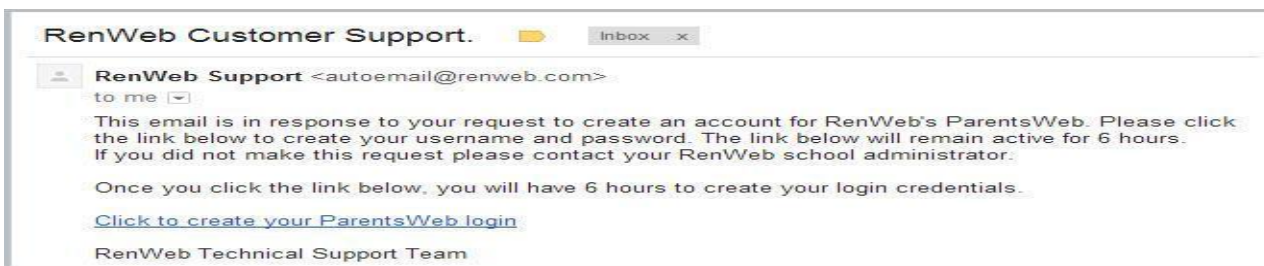 RenWeb Customer Support.
Inbox x
RenWeb Support <autoemail@renweb.com>
to me
This email is in response to your request to create an account for RenWeb's ParentsWeb. Please click
the link below to create your username and password. The link below will remain active for 6 hours.
If you did not make this request please contact your RenWeb school administrator.
Once you click the link below, you will have 6 hours to create your login credentials.
Click to create your ParentsWeb login
RenWeb Technical Support Team